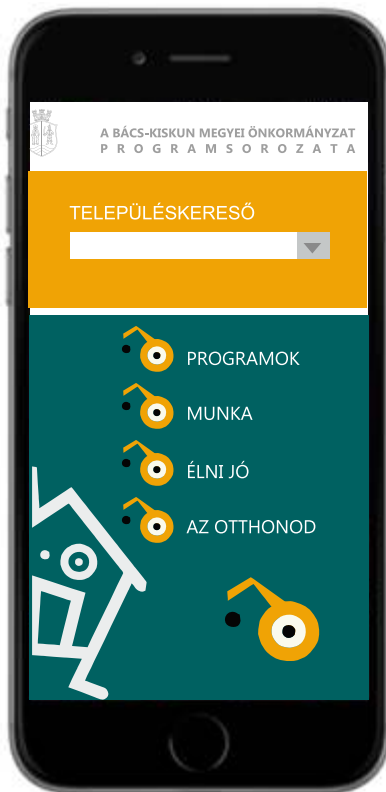 A BÁCS-KISKUN MEGYEI ÖNKORMÁNYZAT
PROGRAMSOROZATA
TELEPÜLÉSKERESŐ
PROGRAMOK
MUNKA
ÉLNI JÓ
AZ OTTHONOD